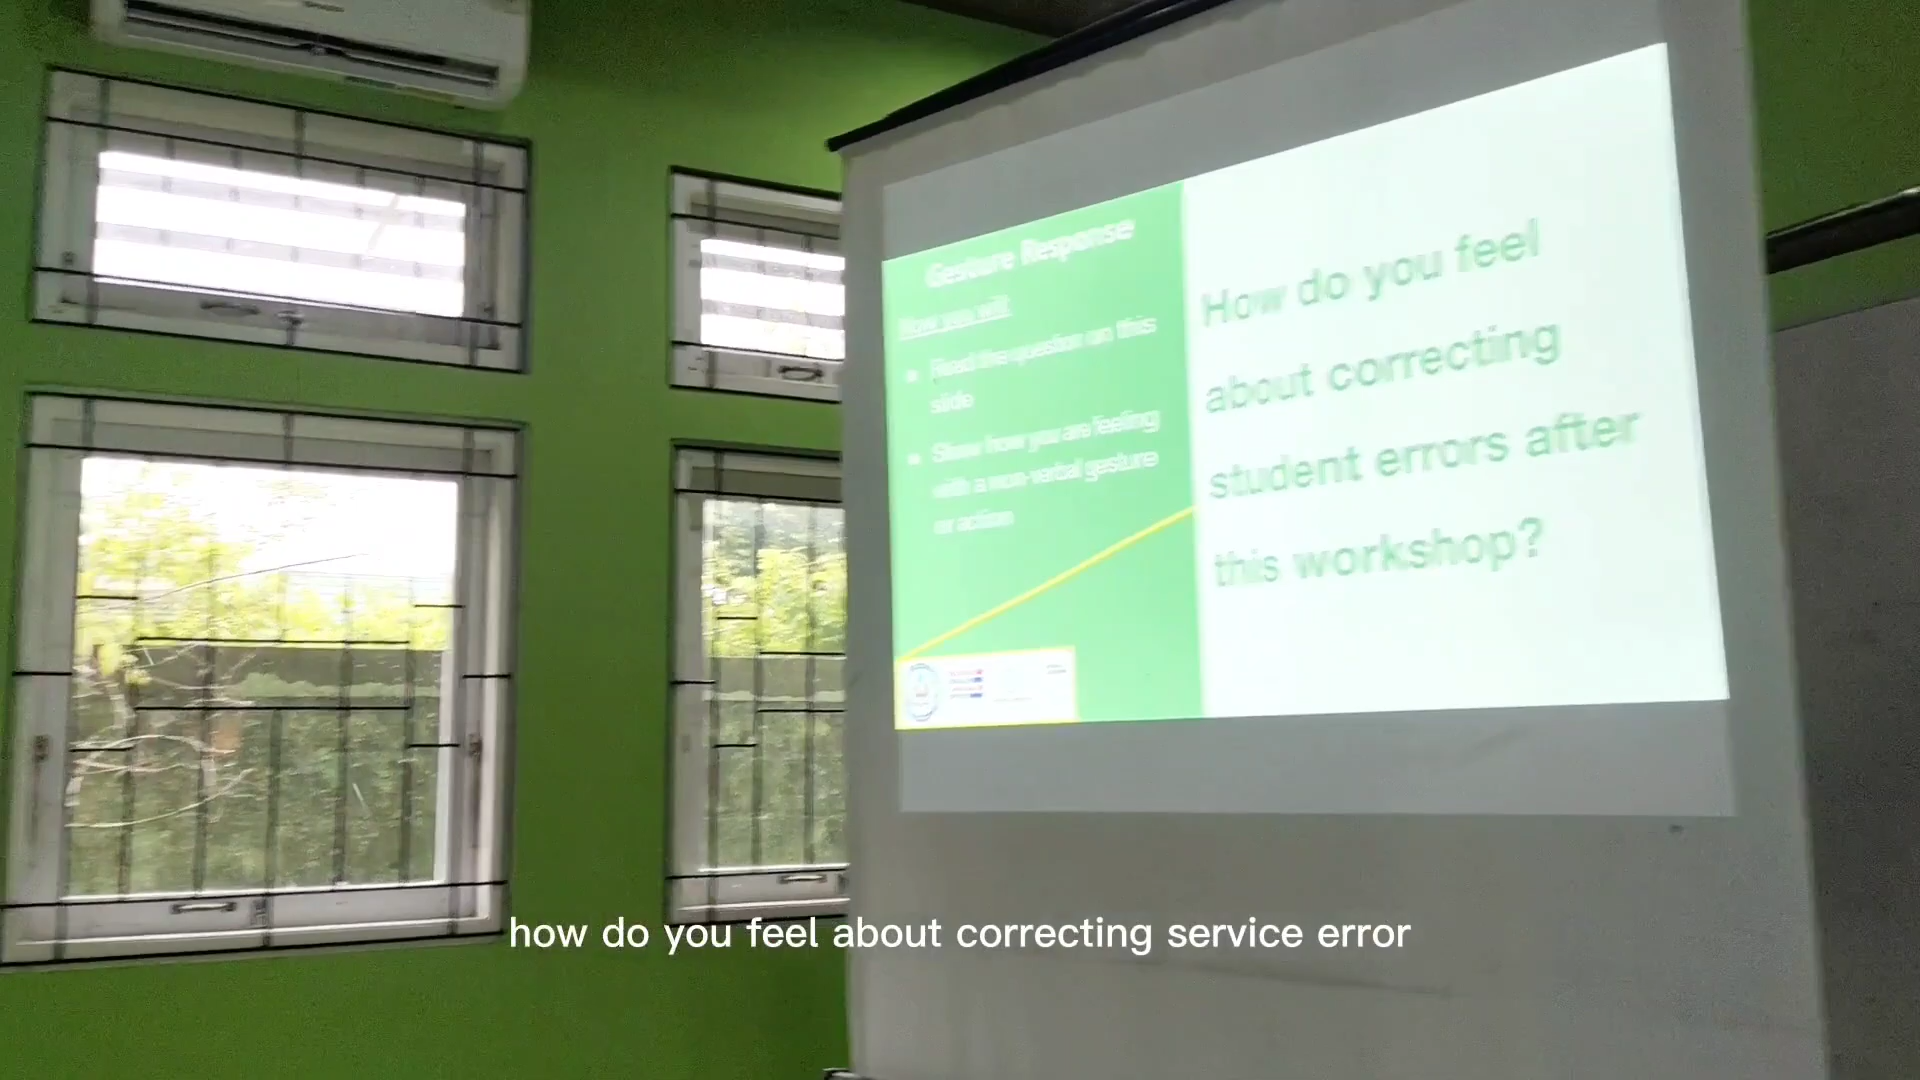 Gesture Response
Now you will:
Read the question on this
slide
Show how you are feeling
with a non-verbal gesture
or action
How do you feel
about correcting
student errors after
this workshop?
how do you feel about correcting service error